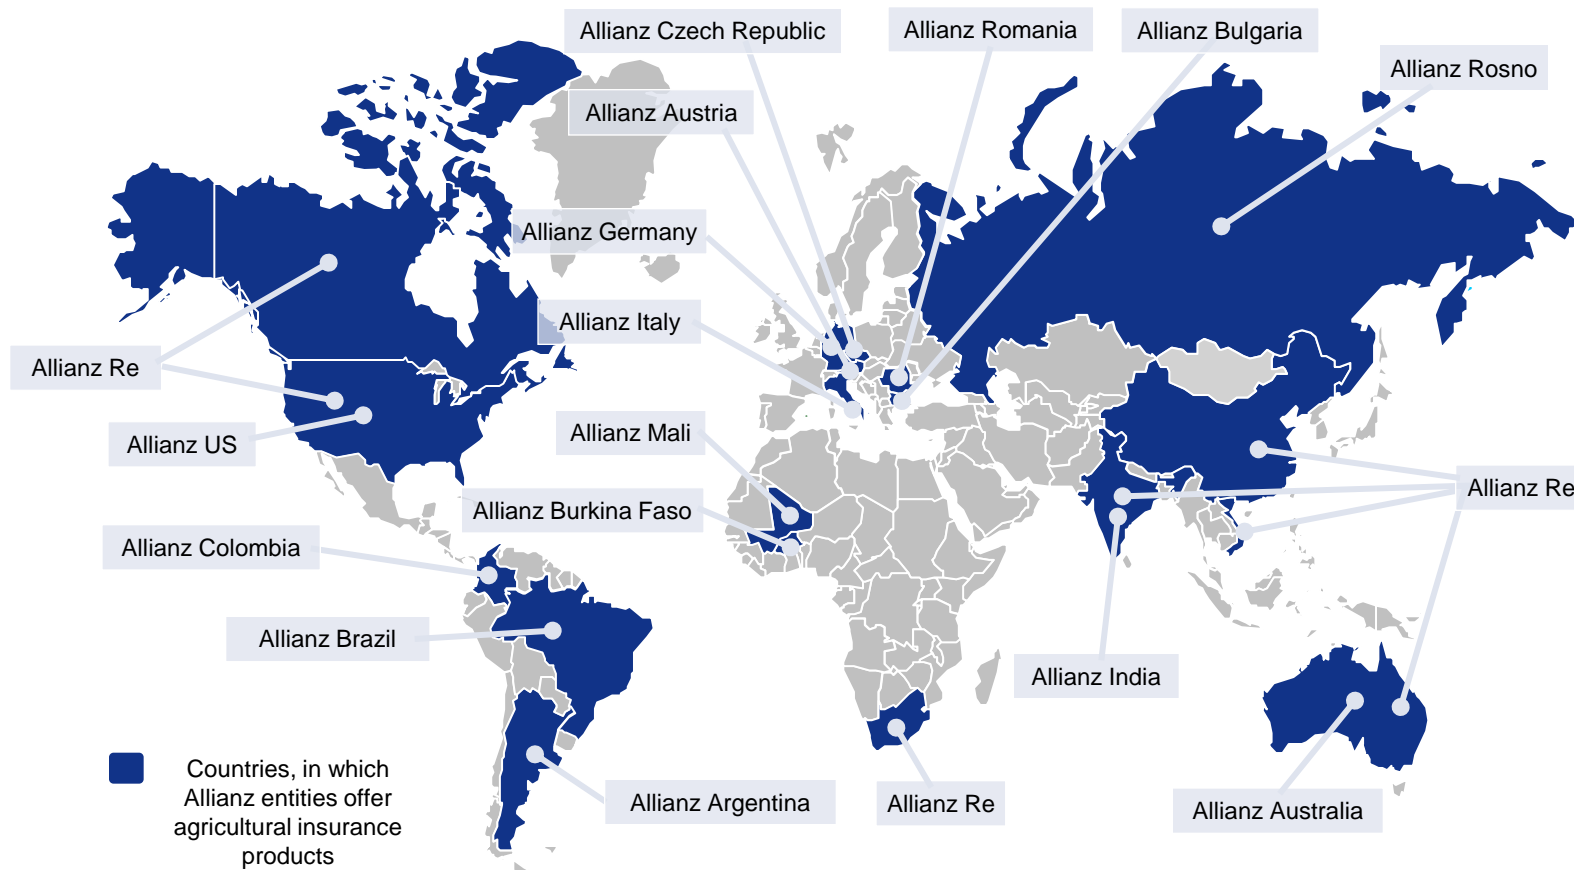 Allianz Czech Republic
Allianz Romania
Allianz Bulgaria
Allianz Rosno
Allianz Austria
Allianz Germany
Allianz Italy
Allianz Re
Allianz US
Allianz Mali
Allianz Re
Allianz Burkina Faso
Allianz Colombia
Allianz Brazil
Allianz India
Allianz Argentina
Allianz Re
Allianz Australia
Countries, in which
Allianz entities offer
agricultural insurance
products